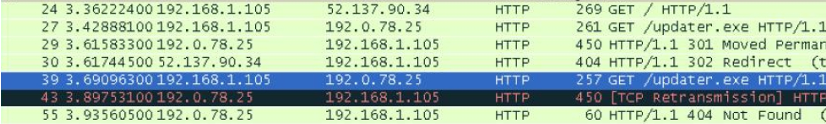 24 3.36222400 192.168.1.105 52.137.90.34 HTTP 269 GET / HTTP/1.1
27 3.42888100 192.168.1.105 192.0.78.25 HTTP 261 GET /updater.exe HTTP/1.1
29 3.61583300 192.0.78.25 192.168.1.105 HTTP 450 HTTP/1.1 301 Moved Perman
30 3.61744500 52.137.90.34 192.168.1.105 HTTP 404 HTTP/1.1 302 Redirect (t
39 3.69096300 192.168.1.105 192.0.78.25 HTTP 257 GET /updater.exe HTTP/1.1
43 3.89753100 192.0.78.25 192.168.1.105 HTTP 450 [TCP Retransmission] HTTP
55 3.93560500 192.0.78.25 192.168.1.105 HTTP 60 HTTP/1.1 404 Not Found (